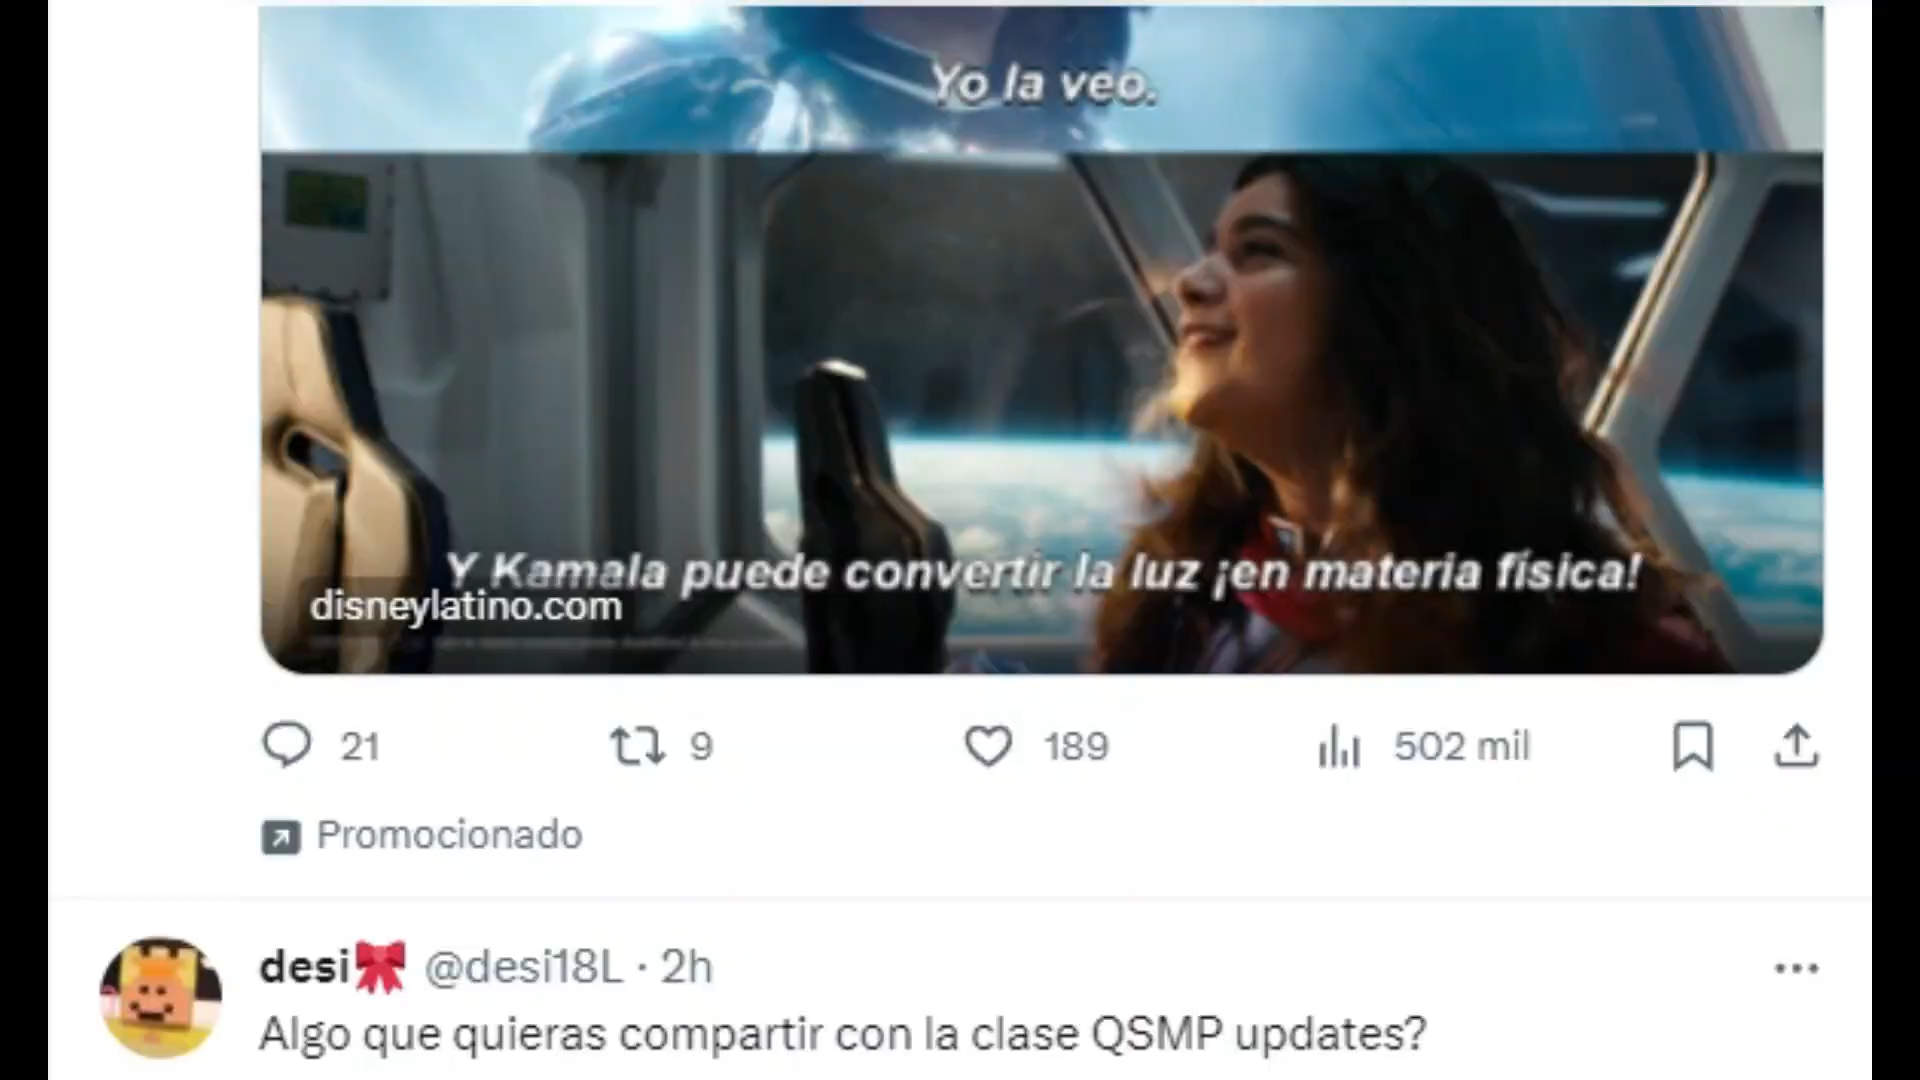 Yo la veo.
Y Kamala puede convertir la luz ¡en materia física!
disneylatino.com
21 9 189 502 mil
Promocionado
desi🎀 @desi18L · 2h
Algo que quieras compartir con la clase QSMP updates?